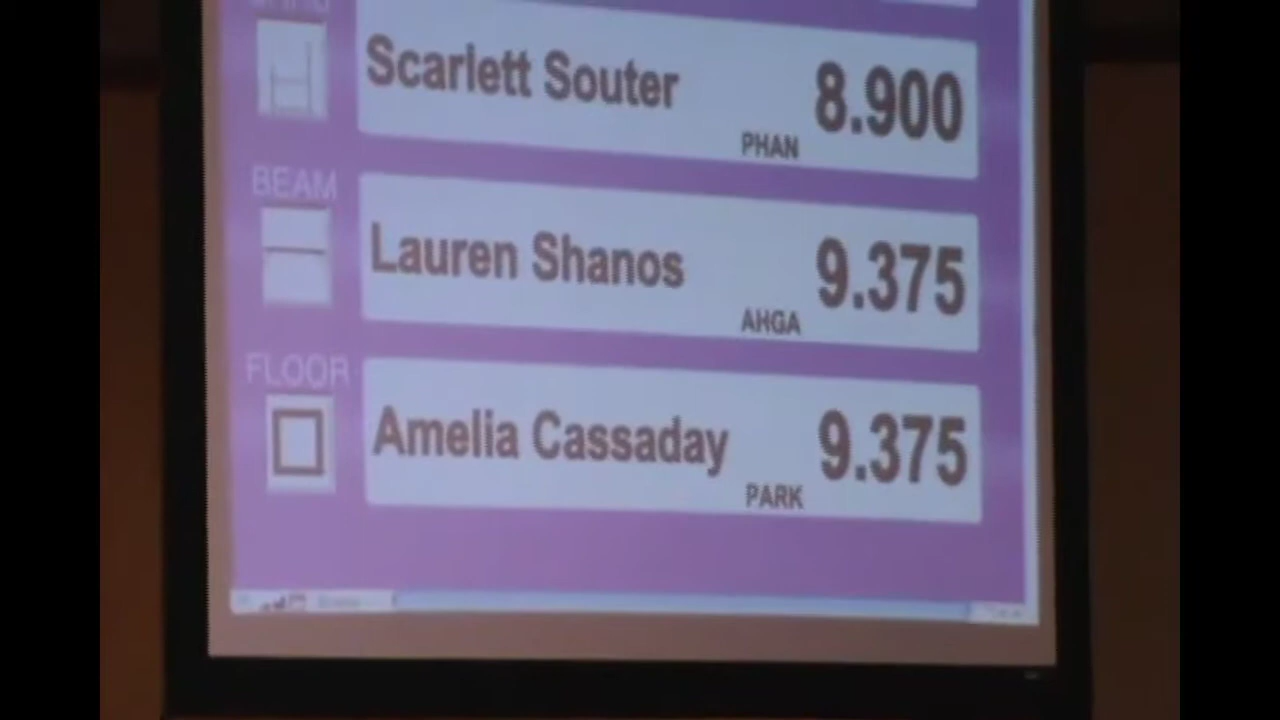 Scarlett Souter
8.900
PHAN
BEAM
Lauren Shanos
9.375
AHGA
FLOOR
Amelia Cassaday
9.375
PARK